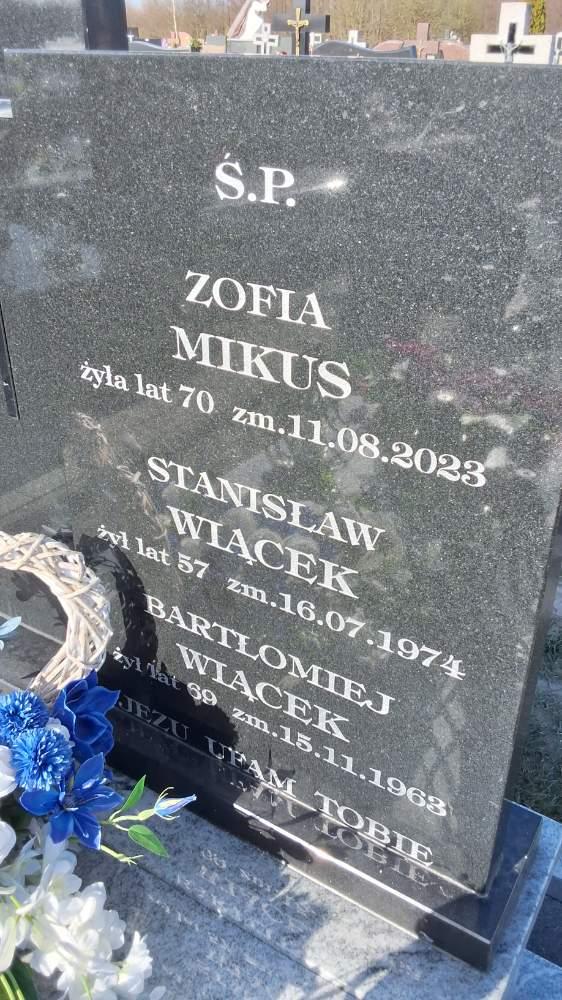 Ś.P.
ZOFIA
MIKUS
żyła lat 70 zm.11.08.2023
STANISŁAW
WIĄCEK
żył lat 57 zm.16.07.1974
BARTŁOMIEJ
WIĄCEK
żył lat 69 zm.15.11.1963
JEZU UFAM TOBIE